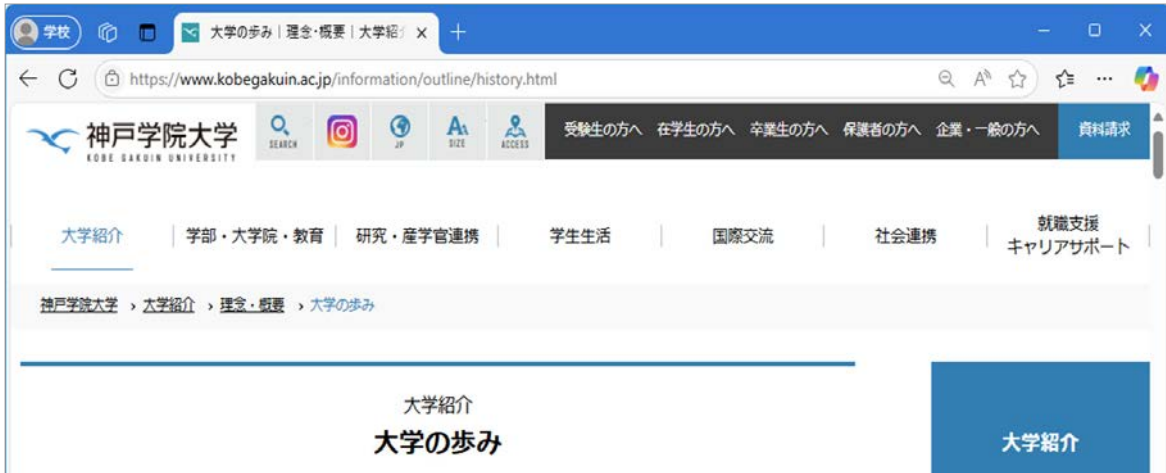 学校
大学の歩み | 理念・概要 | 大学紹
https://www.kobegakuin.ac.jp/information/outline/history.html
神戸学院大学
KOBE GAKUIN UNIVERSITY
SEARCH
JP
AA
SIZE
ACCESS
受験生の方へ 在学生の方へ 卒業生の方へ 保護者の方へ 企業・一般の方へ 資料請求
大学紹介 学部・大学院・教育 研究・産学官連携 学生生活 国際交流 社会連携 就職支援
キャリアサポート
神戸学院大学 › 大学紹介 › 理念・概要 › 大学の歩み
大学紹介
大学の歩み
大学紹介